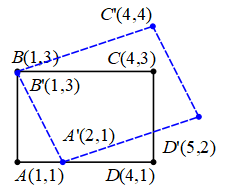 C'(4,4)
B(1,3) C(4,3)
B'(1,3)
A'(2,1)
D'(5,2)
A(1,1) D(4,1)